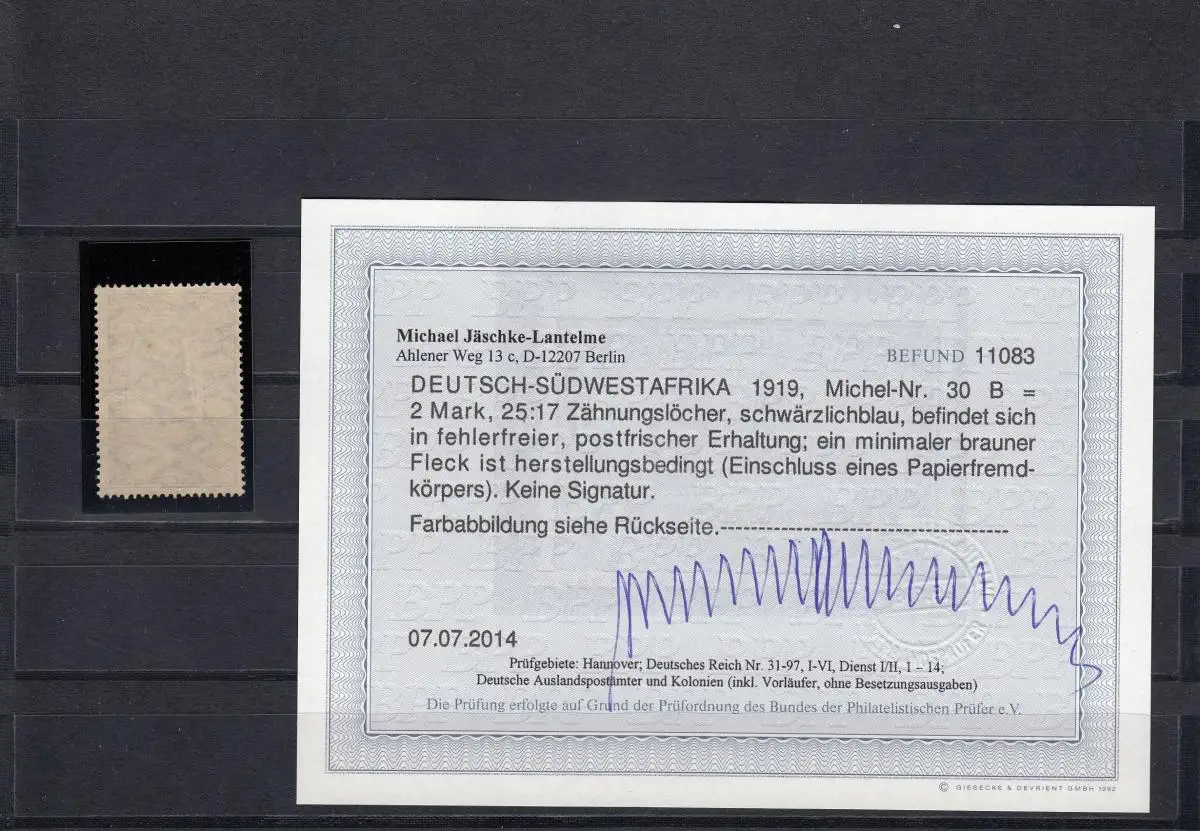 Michael Jäschke-Lantelme
Ahlener Weg 13 c, D-12207 Berlin
BEFUND 11083
DEUTSCH-SÜDWESTAFRIKA 1919, Michel-Nr. 30 B =
2 Mark, 25:17 Zähnungslöcher, schwärzlichblau, befindet sich
in fehlerfreier, postfrischer Erhaltung; ein minimaler brauner
Fleck ist herstellungsbedingt (Einschluss eines Papierfremd-
körpers). Keine Signatur.
Farbabbildung siehe Rückseite.----------------------------------------------
07.07.2014
Prüfgebiete: Hannover; Deutsches Reich Nr. 31-97, I-VI, Dienst I/II, 1 – 14;
Deutsche Auslandspostämter und Kolonien (inkl. Vorläufer, ohne Besetzungsausgaben)
Die Prüfung erfolgte auf Grund der Prüfordnung des Bundes der Philatelistischen Prüfer e.V.
© GIESECKE & DEVRIENT GMBH 1992